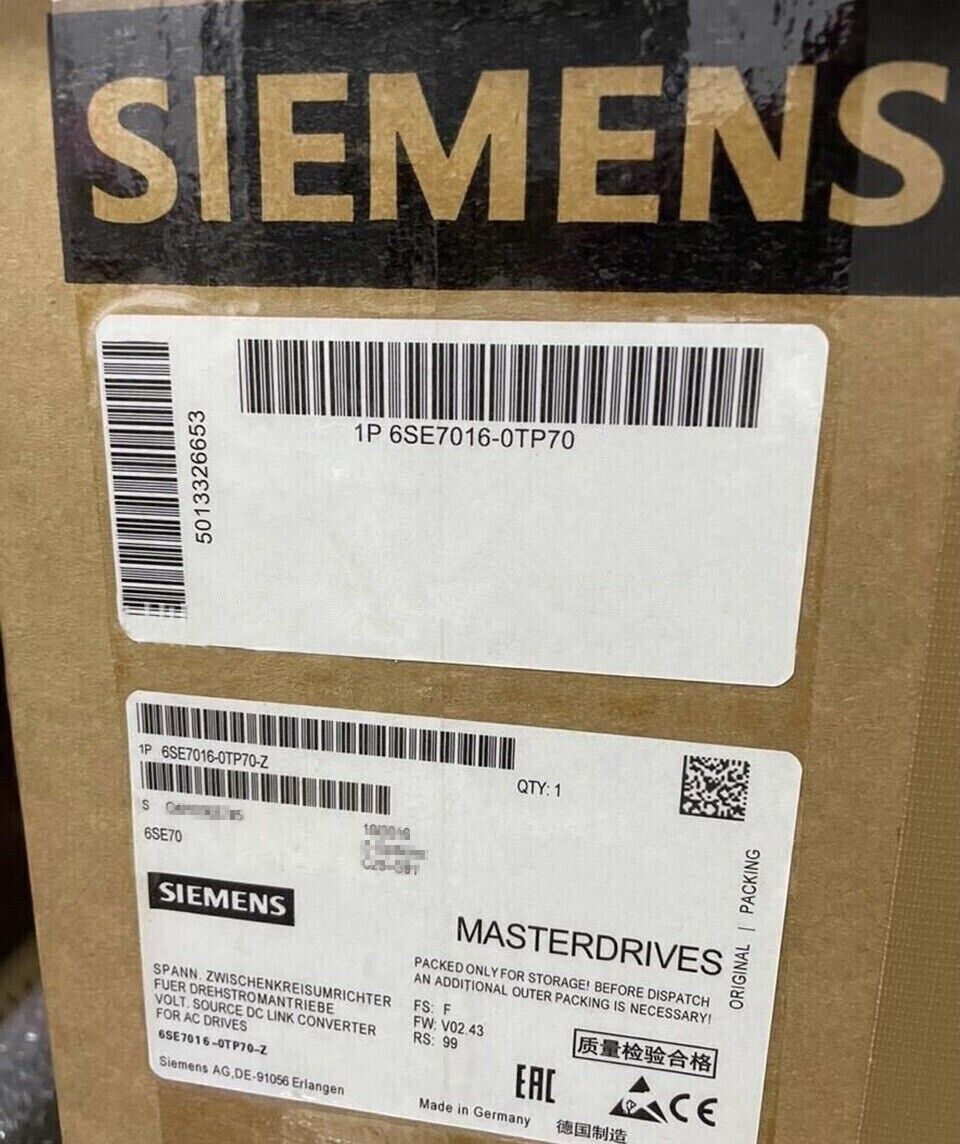 SIEMENS
1P 6SE7016-0TP70
5013326653
1P 6SE7016-0TP70-Z
QTY: 1
S
6SE70
SIEMENS
MASTERDRIVES
ORIGINAL | PACKING
PACKED ONLY FOR STORAGE! BEFORE DISPATCH
AN ADDITIONAL OUTER PACKING IS NECESSARY!
SPANN. ZWISCHENKREISUMRICHTER
FUER DREHSTROMANTRIEBE
VOLT. SOURCE DC LINK CONVERTER
FOR AC DRIVES
6SE7016-0TP70-Z
Siemens AG,DE-91056 Erlangen
FS: F
FW: V02.43
RS: 99
质量检验合格
EAC
CE
Made in Germany
德国制造